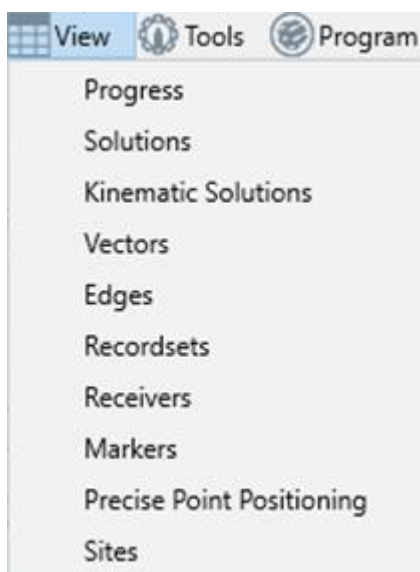 View Tools Program
Progress
Solutions
Kinematic Solutions
Vectors
Edges
Recordsets
Receivers
Markers
Precise Point Positioning
Sites